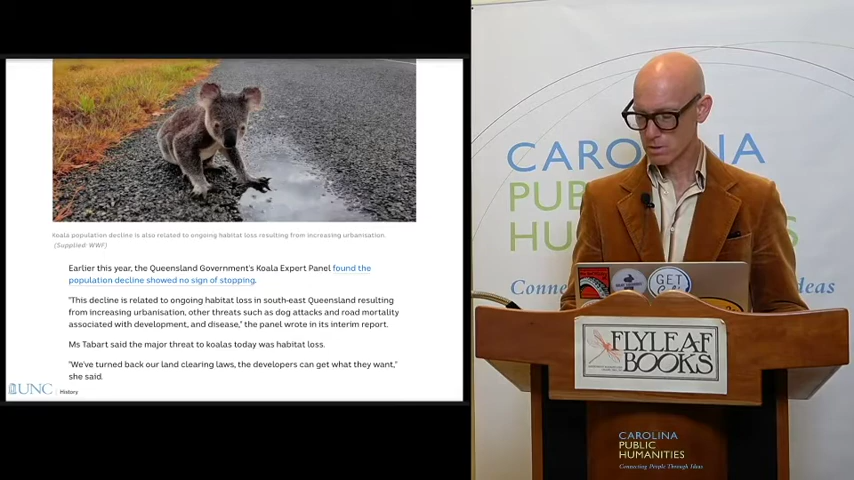 Koala population decline is also related to ongoing habitat loss resulting from increasing urbanisation.
(Supplied: WWF)
Earlier this year, the Queensland Government's Koala Expert Panel found the
population decline showed no sign of stopping.
"This decline is related to ongoing habitat loss in south-east Queensland resulting
from increasing urbanisation, other threats such as dog attacks and road mortality
associated with development, and disease," the panel wrote in its interim report.
Ms Tabart said the major threat to koalas today was habitat loss.
"We've turned back our land clearing laws, the developers can get what they want,"
she said.
UNC History
CAROLINA
PUB
HUMANITIES
Conne
Ideas
GET
FLYLEAF
BOOKS
CAROLINA
PUBLIC
HUMANITIES
Connecting People Through Ideas